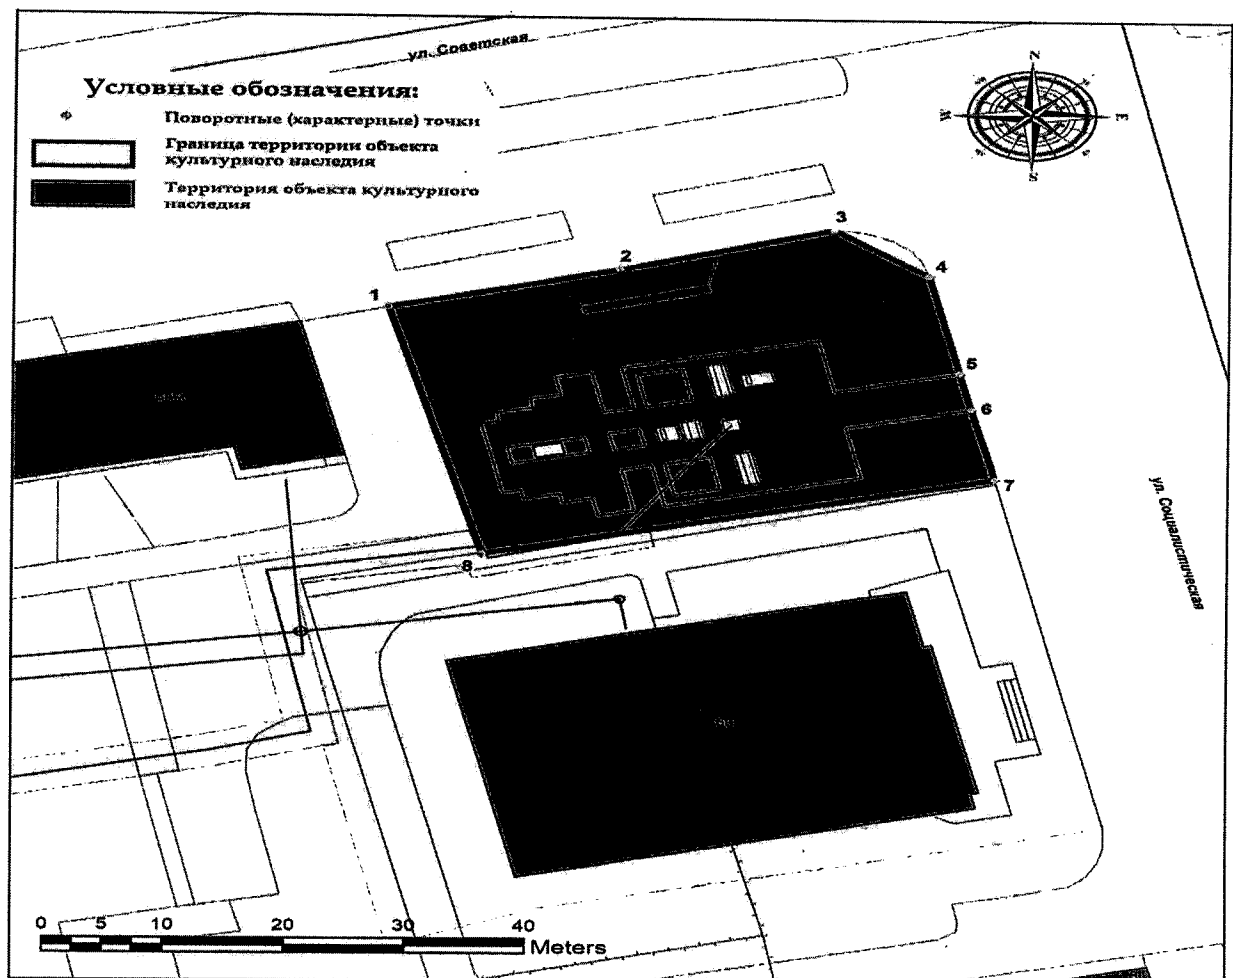 ул. Советская
Условные обозначения:
Поворотные (характерные) точки
Граница территории объекта
культурного наследия
Территория объекта культурного
наследия
N
W
E
S
1
2
3
4
5
6
7
8
ул. Социалистическая
0 5 10 20 30 40
Meters